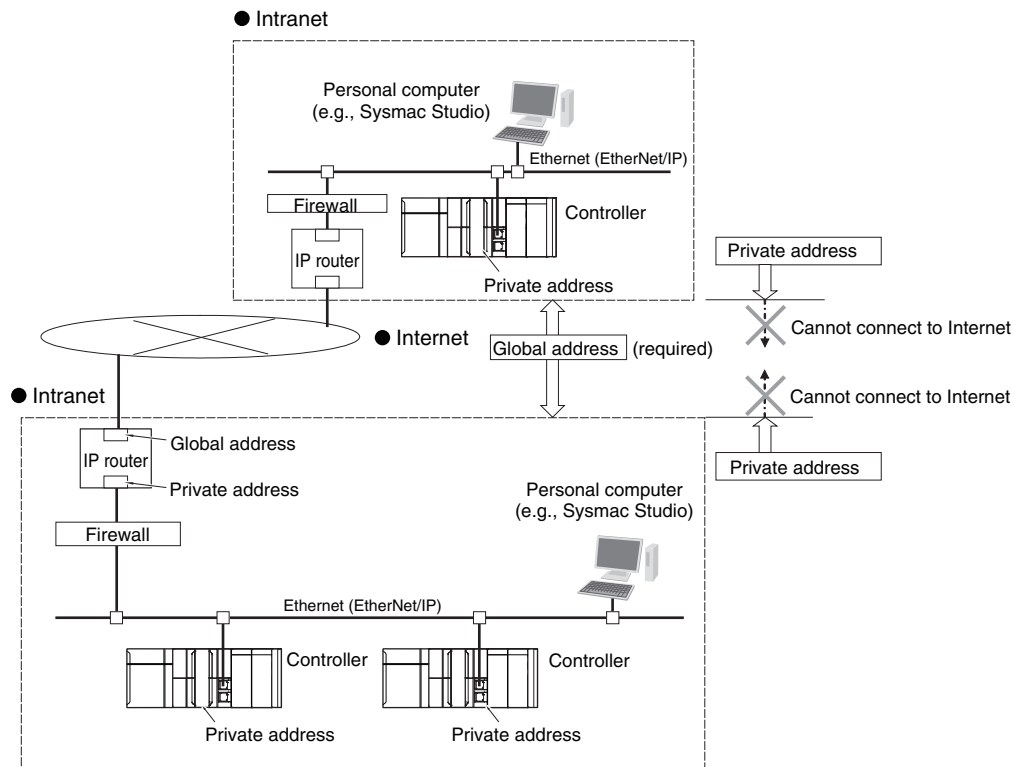 ● Intranet
Personal computer
(e.g., Sysmac Studio)
Ethernet (EtherNet/IP)
Firewall
Controller
IP router
Private address
Private address
Cannot connect to Internet
● Internet
Global address (required)
● Intranet
Cannot connect to Internet
Private address
Global address
IP router
Private address
Personal computer
(e.g., Sysmac Studio)
Firewall
Ethernet (EtherNet/IP)
Controller
Controller
Private address
Private address